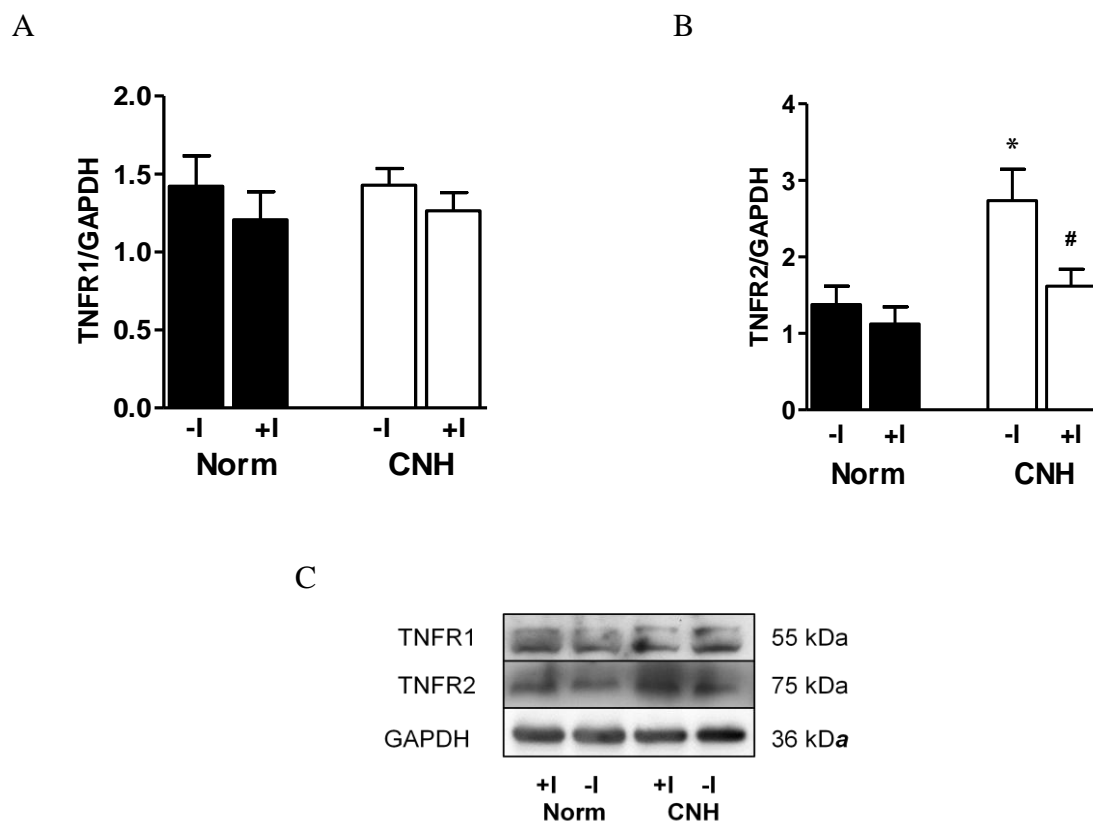 A
B
TNFR1/GAPDH
2.0
1.5
1.0
0.5
0.0
-I +I -I +I
Norm CNH
TNFR2/GAPDH
4
3
2
1
0
*
#
-I +I -I +I
Norm CNH
C
TNFR1 55 kDa
TNFR2 75 kDa
GAPDH 36 kDa
+I -I +I -I
Norm CNH